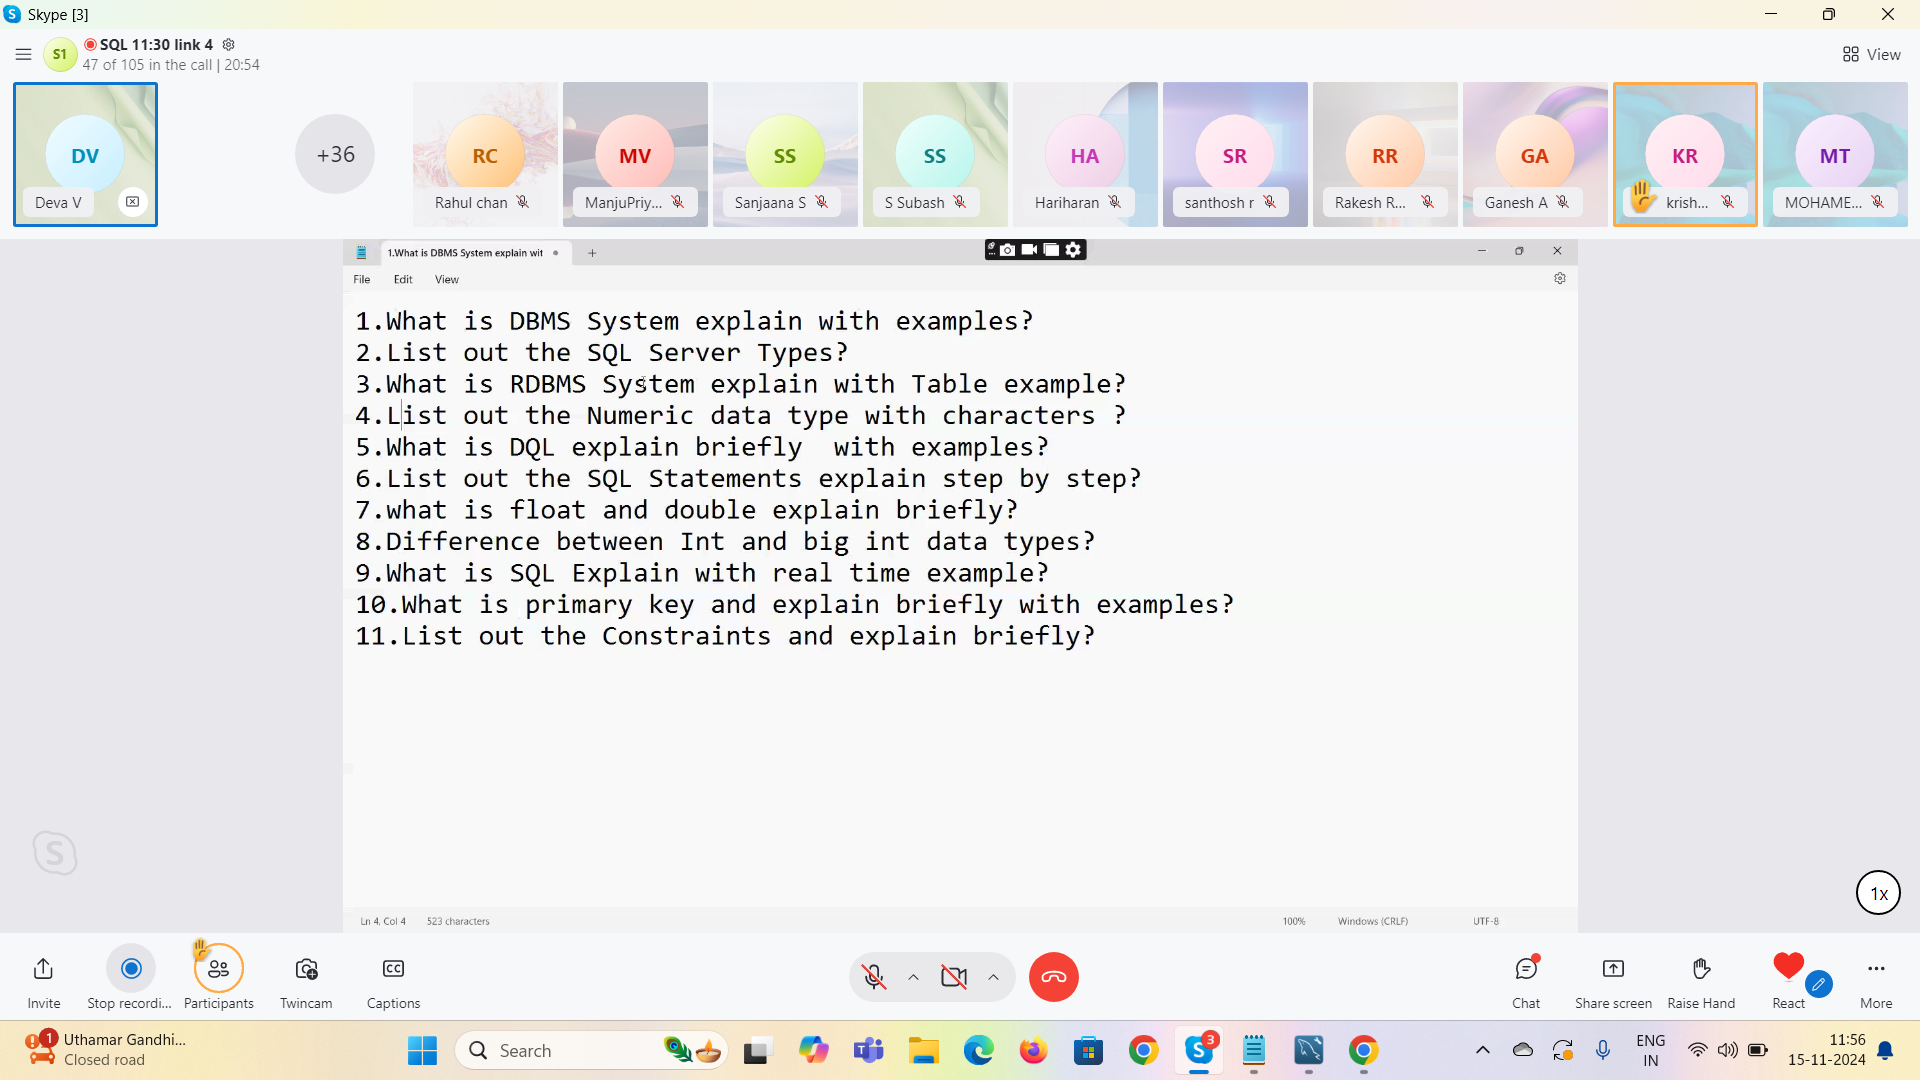 Skype [3]
S1
SQL 11:30 link 4
47 of 105 in the call | 20:54
View
DV
Deva V
+36
RC
Rahul chan
MV
ManjuPriy...
SS
Sanjaana S
SS
S Subash
HA
Hariharan
SR
santhosh r
RR
Rakesh R...
GA
Ganesh A
KR
krish...
MT
MOHAME...
1.What is DBMS System explain wit
File Edit View
1.What is DBMS System explain with examples?
2.List out the SQL Server Types?
3.What is RDBMS System explain with Table example?
4.List out the Numeric data type with characters ?
5.What is DQL explain briefly  with examples?
6.List out the SQL Statements explain step by step?
7.what is float and double explain briefly?
8.Difference between Int and big int data types?
9.What is SQL Explain with real time example?
10.What is primary key and explain briefly with examples?
11.List out the Constraints and explain briefly?
1x
Ln 4, Col 4 523 characters 100% Windows (CRLF) UTF-8
Invite Stop recordi... Participants Twincam Captions Chat Share screen Raise Hand React More
1 Uthamar Gandhi...
Closed road
Search
3
ENG
IN
11:56
15-11-2024